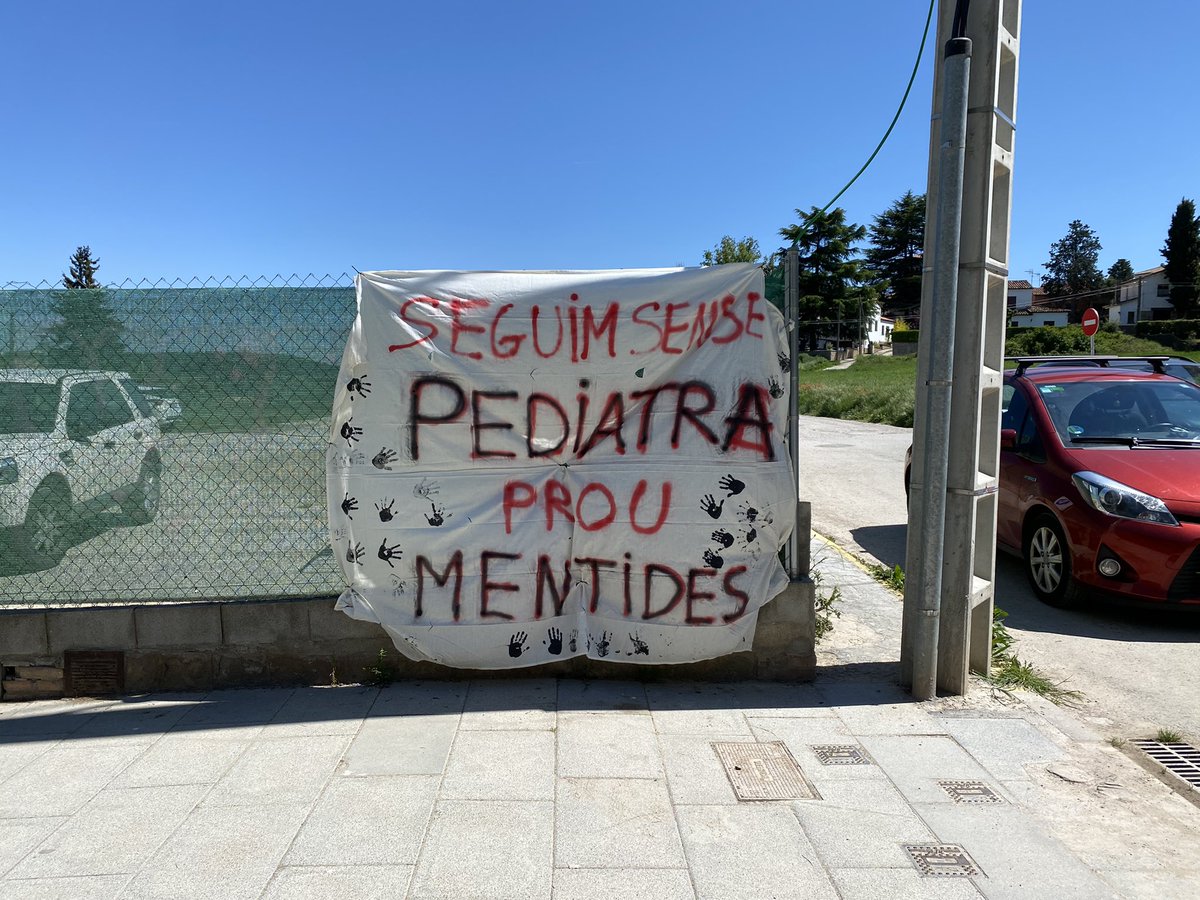 SEGUiM SENSE
PEDiATRA
PROU
MENTiDES